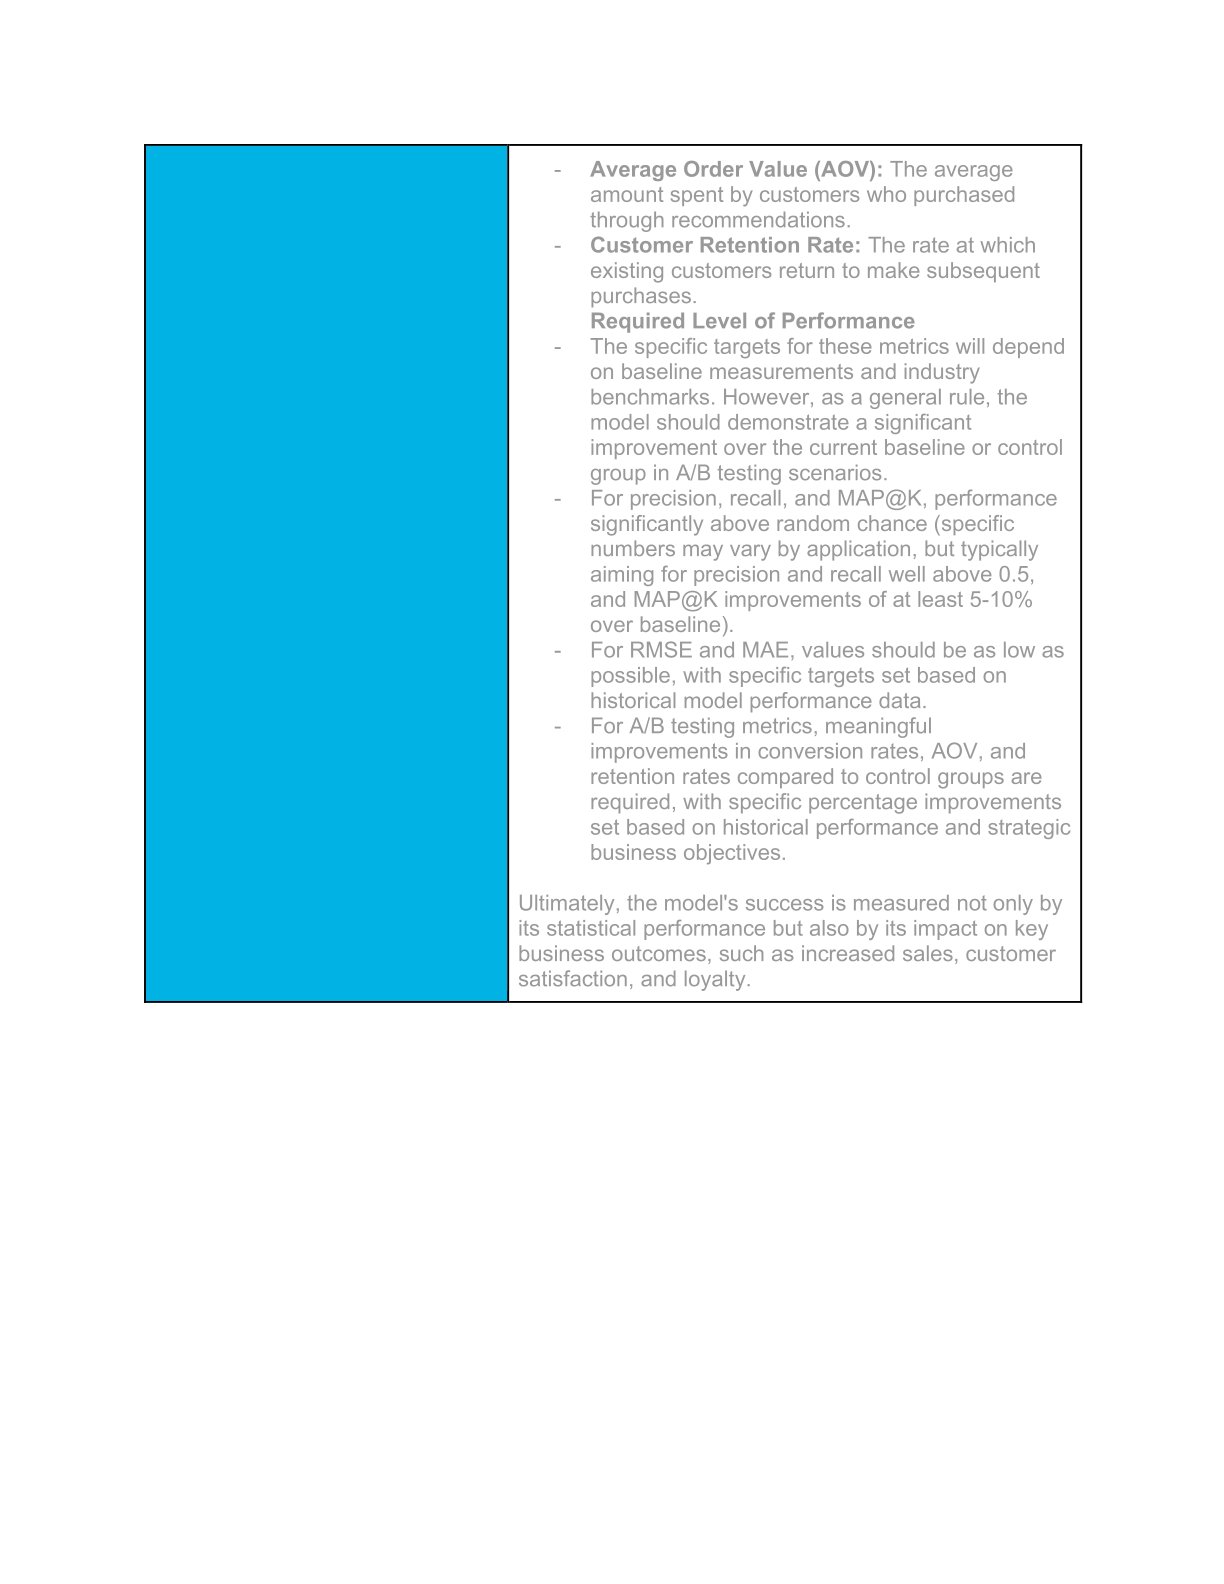 - Average Order Value (AOV): The average
amount spent by customers who purchased
through recommendations.
- Customer Retention Rate: The rate at which
existing customers return to make subsequent
purchases.
Required Level of Performance
- The specific targets for these metrics will depend
on baseline measurements and industry
benchmarks. However, as a general rule, the
model should demonstrate a significant
improvement over the current baseline or control
group in A/B testing scenarios.
- For precision, recall, and MAP@K, performance
significantly above random chance (specific
numbers may vary by application, but typically
aiming for precision and recall well above 0.5,
and MAP@K improvements of at least 5-10%
over baseline).
- For RMSE and MAE, values should be as low as
possible, with specific targets set based on
historical model performance data.
- For A/B testing metrics, meaningful
improvements in conversion rates, AOV, and
retention rates compared to control groups are
required, with specific percentage improvements
set based on historical performance and strategic
business objectives.
Ultimately, the model's success is measured not only by
its statistical performance but also by its impact on key
business outcomes, such as increased sales, customer
satisfaction, and loyalty.